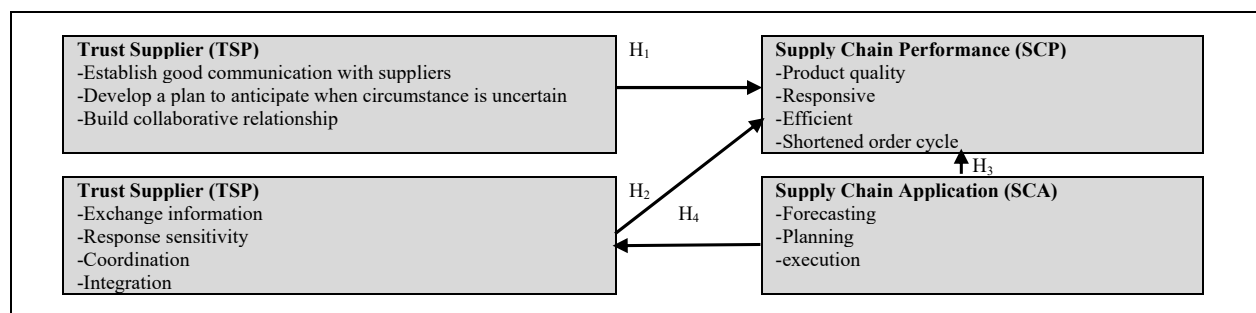 Trust Supplier (TSP)
-Establish good communication with suppliers
-Develop a plan to anticipate when circumstance is uncertain
-Build collaborative relationship
H1
Supply Chain Performance (SCP)
-Product quality
-Responsive
-Efficient
-Shortened order cycle
H3
Trust Supplier (TSP)
-Exchange information
-Response sensitivity
-Coordination
-Integration
H2
H4
Supply Chain Application (SCA)
-Forecasting
-Planning
-execution